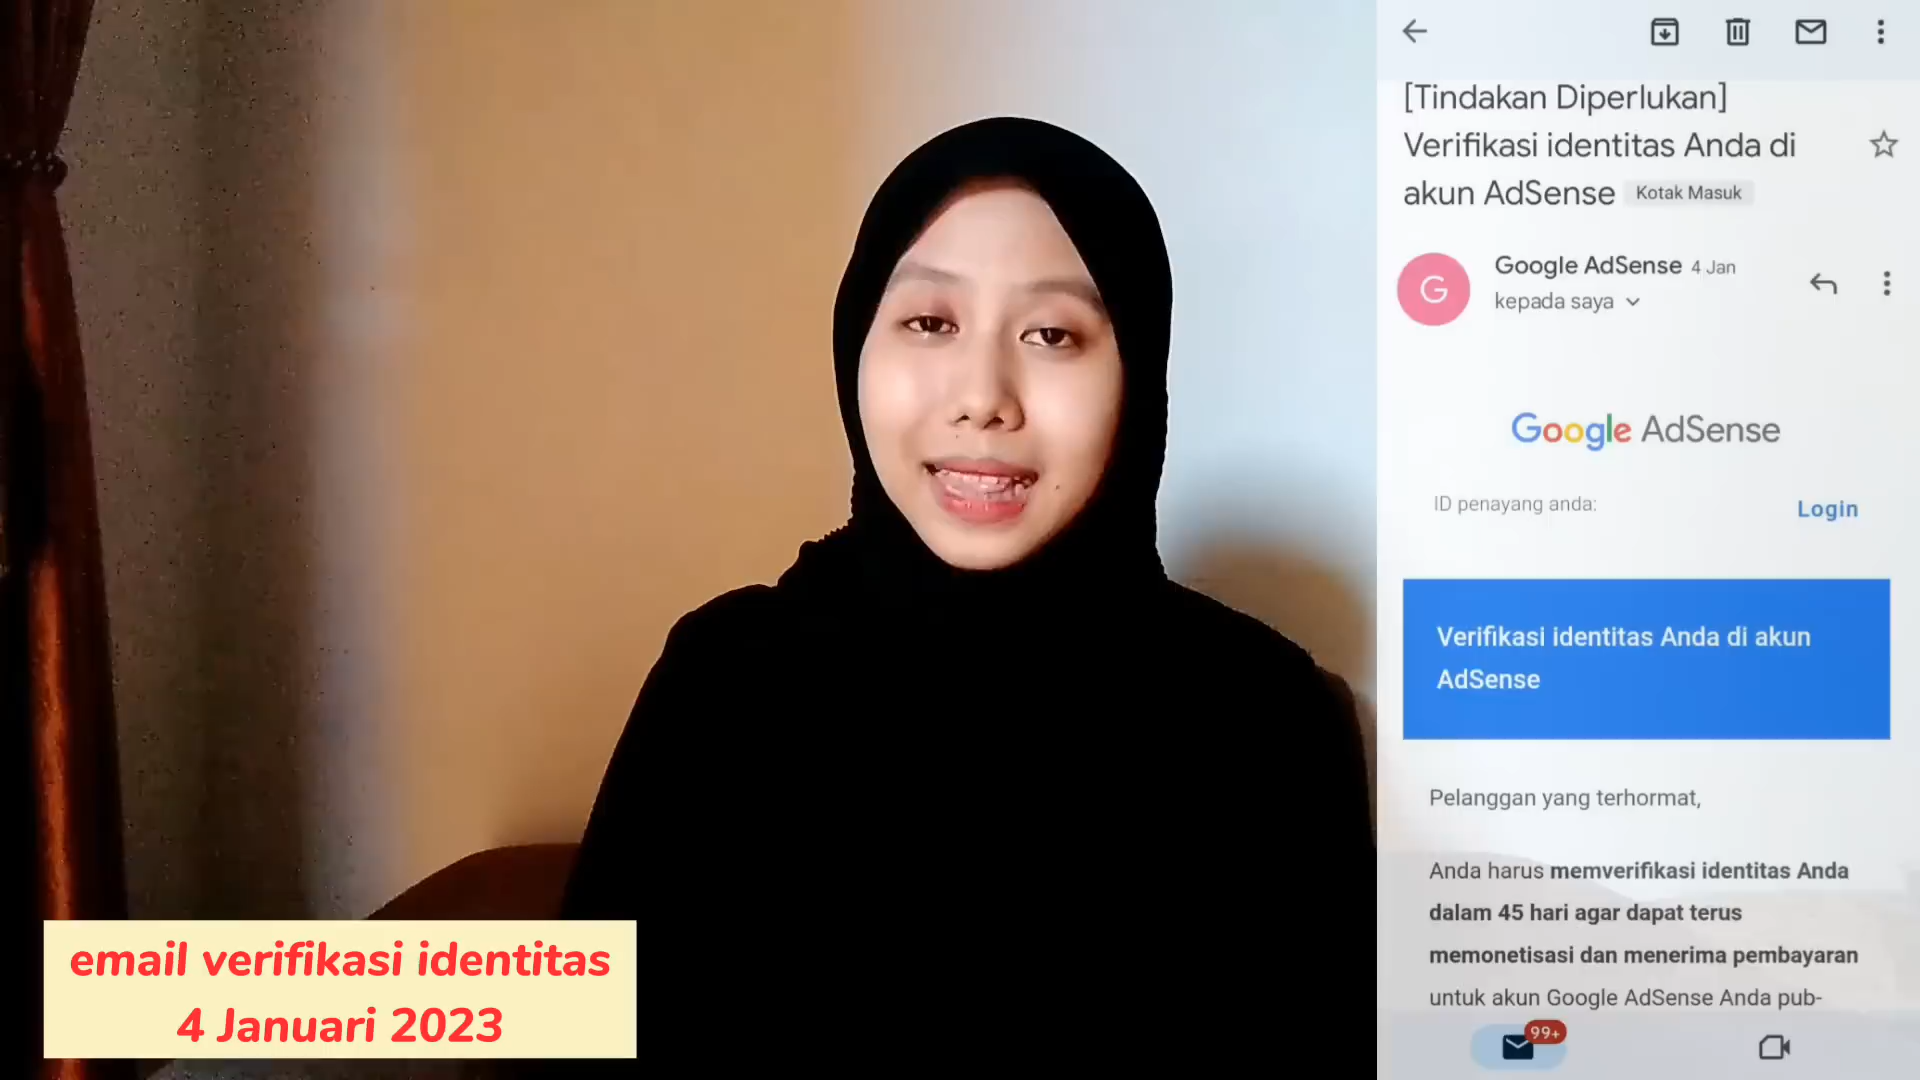 [Tindakan Diperlukan]
Verifikasi identitas Anda di
akun AdSense Kotak Masuk
G
Google AdSense 4 Jan
kepada saya
Google AdSense
ID penayang anda:
Login
Verifikasi identitas Anda di akun
AdSense
Pelanggan yang terhormat,
Anda harus memverifikasi identitas Anda
dalam 45 hari agar dapat terus
memonetisasi dan menerima pembayaran
untuk akun Google AdSense Anda pub-
99+
email verifikasi identitas
4 Januari 2023